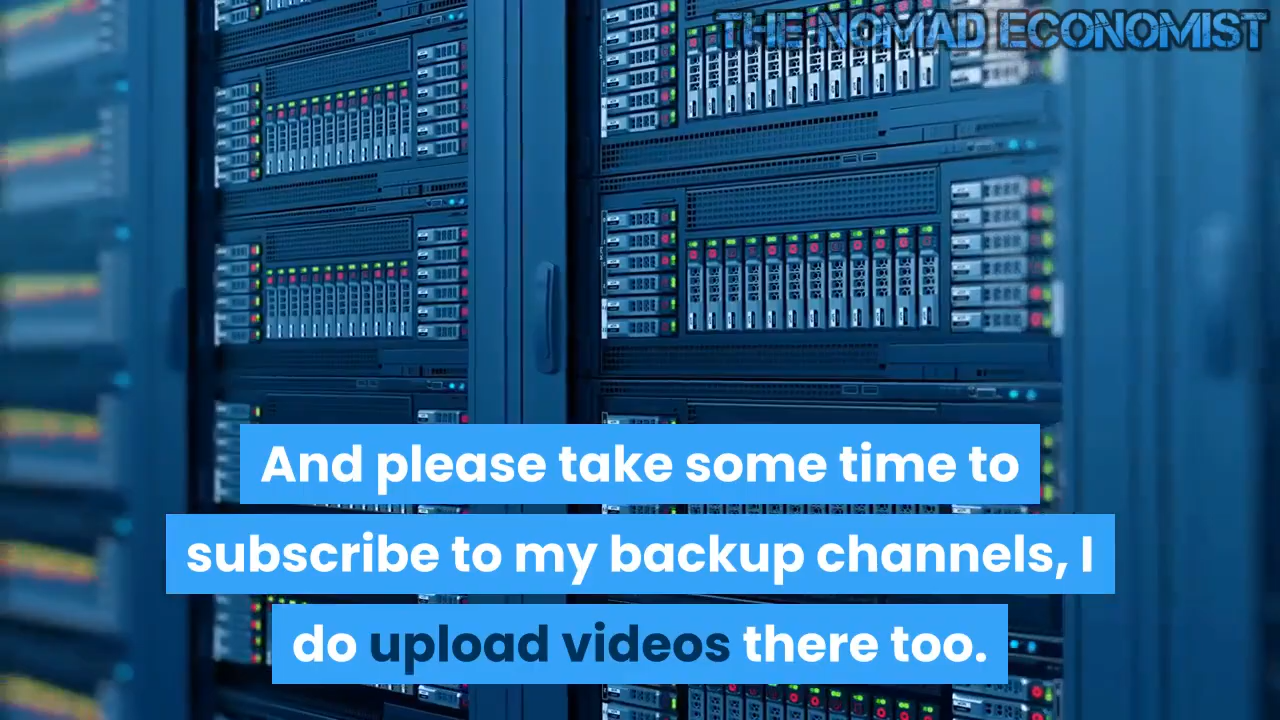 THE NOMAD ECONOMIST
And please take some time to
subscribe to my backup channels, I
do upload videos there too.